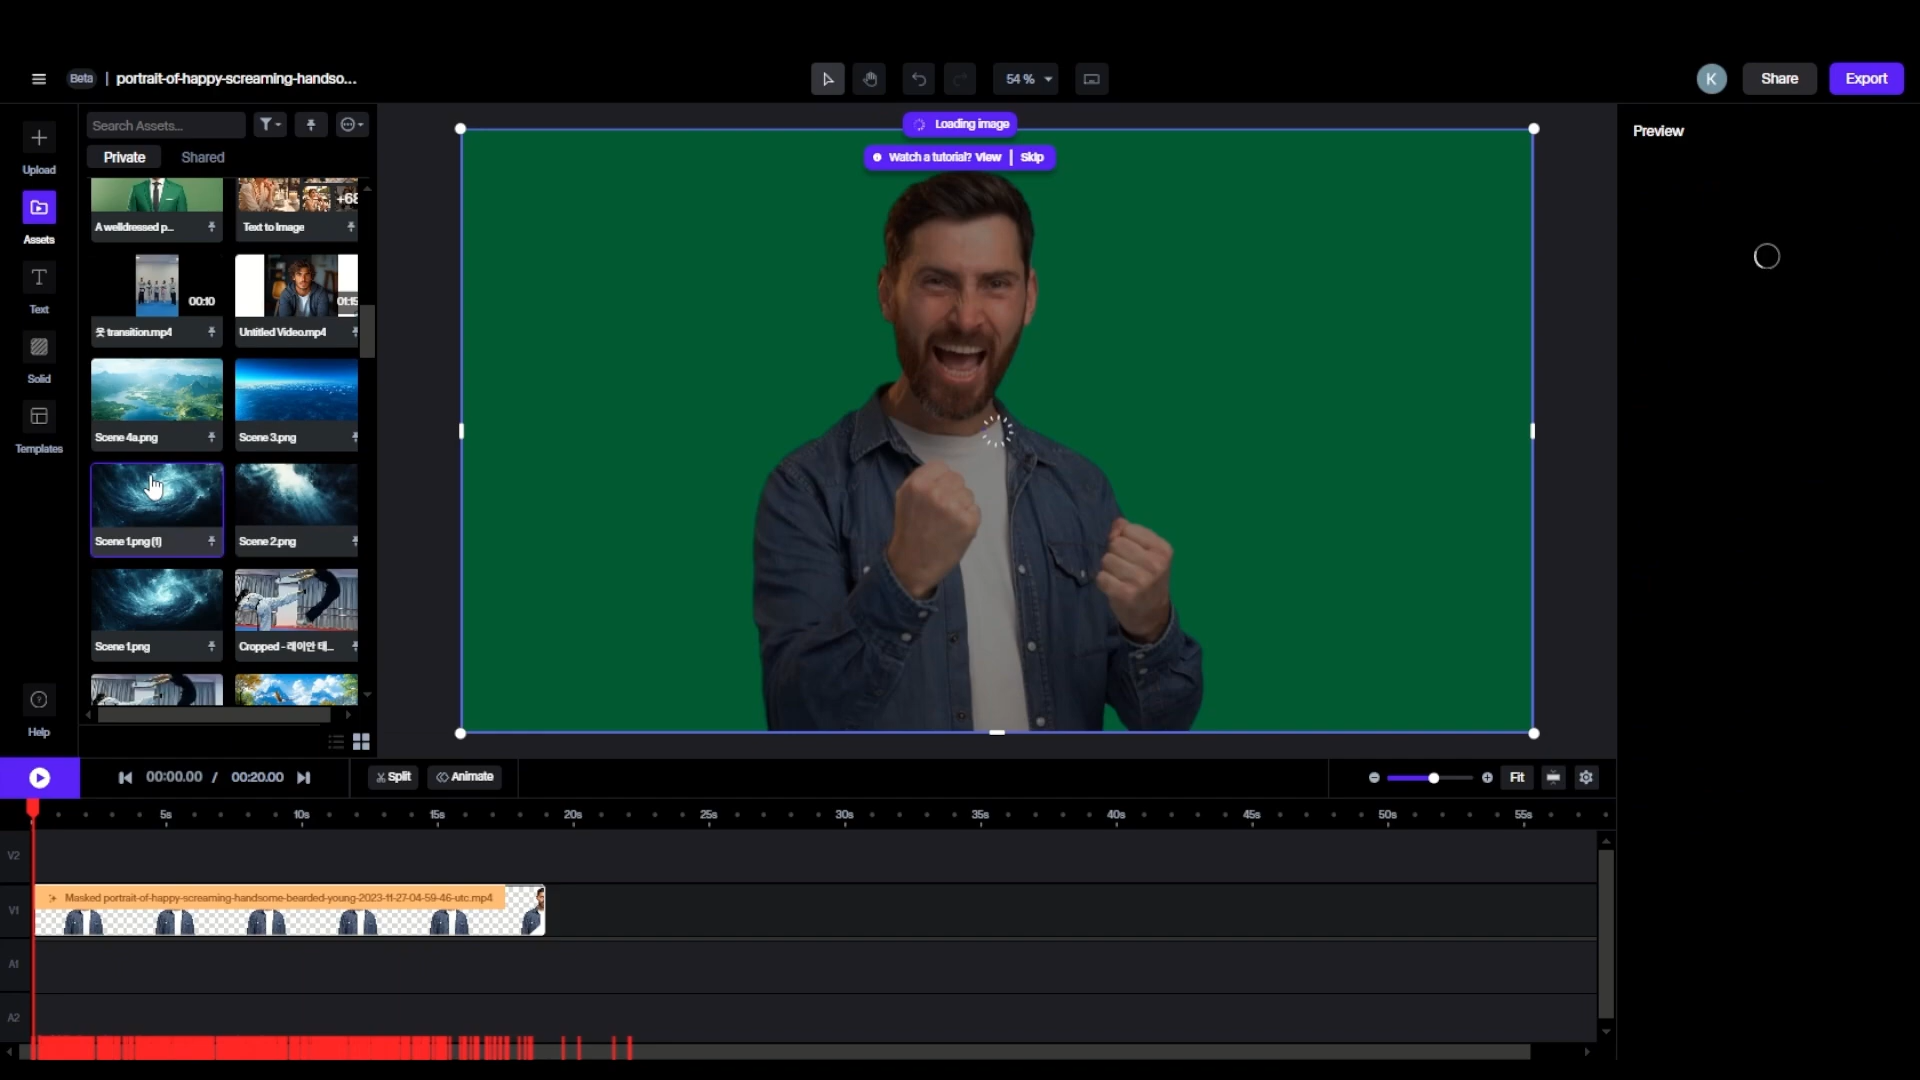 Beta | portrait-of-happy-screaming-handso...
54 %
K
Share
Export
Upload
Assets
Text
Solid
Templates
Help
Search Assets...
Private
Shared
A welldressed p...
Text to Image
+68
00:10
01:15
옷 transition.mp4
Untitled Video.mp4
Scene 4a.png
Scene 3.png
Scene 1.png (1)
Scene 2.png
Scene 1.png
Cropped - 레이안 태...
Loading image
Watch a tutorial? View | Skip
Preview
00:00.00 / 00:20.00
Split
Animate
Fit
5s 10s 15s 20s 25s 30s 35s 40s 45s 50s 55s
V2
V1
Masked portrait-of-happy-screaming-handsome-bearded-young-2023-11-27-04-59-46-utc.mp4
A1
A2